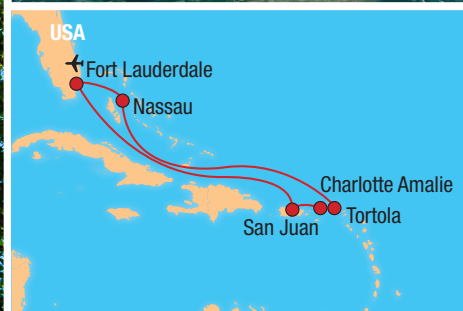 USA
Fort Lauderdale
Nassau
Charlotte Amalie
Tortola
San Juan